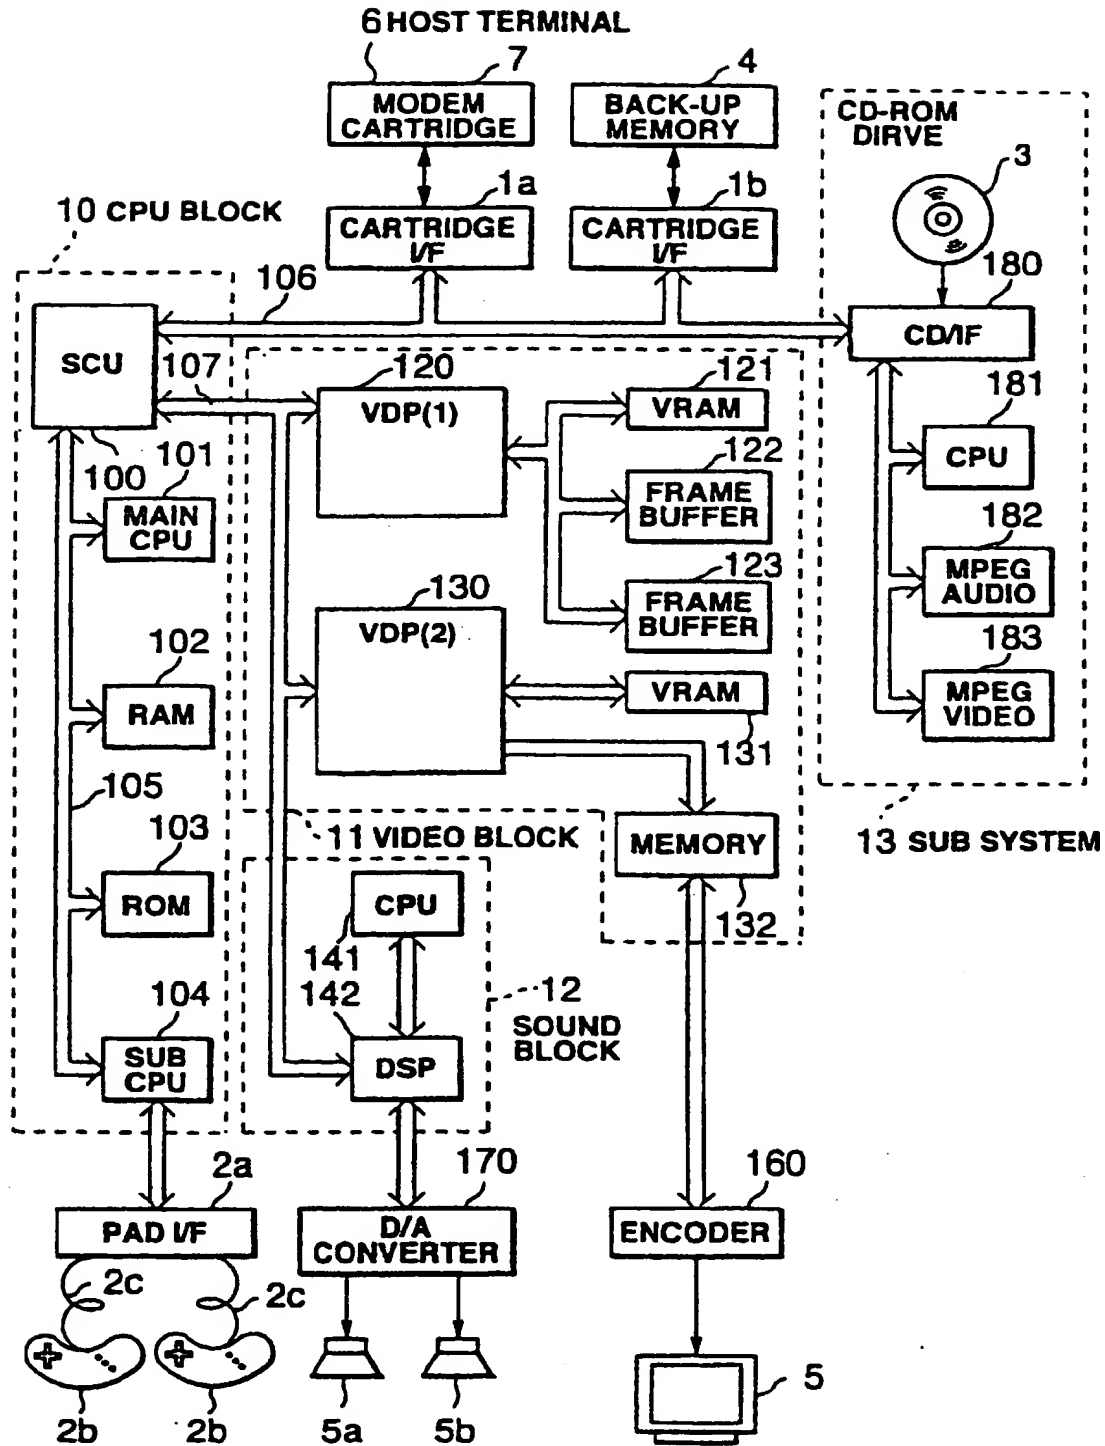 6 HOST TERMINAL
7
MODEM
CARTRIDGE
4
BACK-UP
MEMORY
CD-ROM
DIRVE
3
1a
CARTRIDGE
I/F
1b
CARTRIDGE
I/F
10 CPU BLOCK
106
180
CD/IF
SCU
107
100
120
VDP(1)
121
VRAM
122
FRAME
BUFFER
123
FRAME
BUFFER
181
CPU
182
MPEG
AUDIO
183
MPEG
VIDEO
101
MAIN
CPU
130
VDP(2)
VRAM
131
102
RAM
105
103
ROM
11 VIDEO BLOCK
MEMORY
132
13 SUB SYSTEM
CPU
141
142
DSP
12
SOUND
BLOCK
104
SUB
CPU
2a
PAD I/F
170
D/A
CONVERTER
160
ENCODER
2c
2c
2b
2b
5a
5b
5